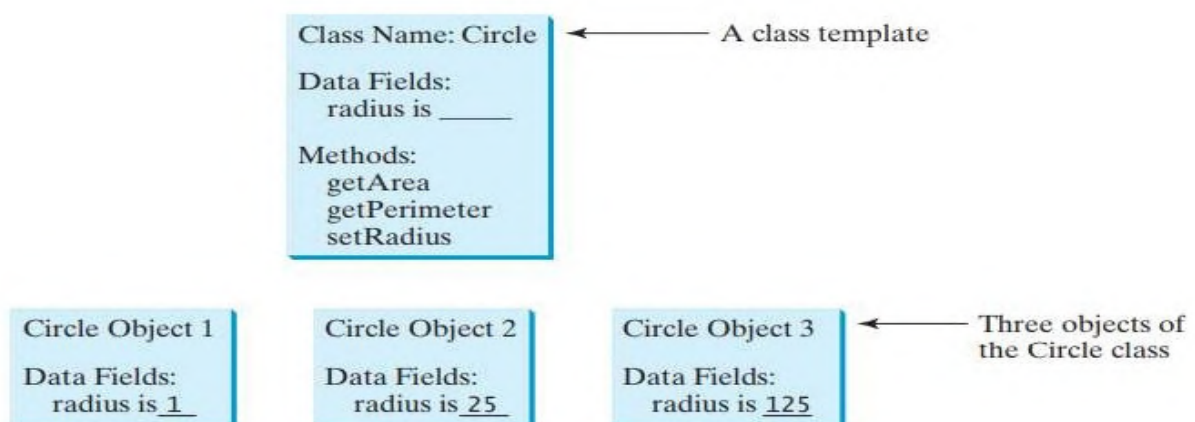 Class Name: Circle
A class template
Data Fields:
radius is _____
Methods:
getArea
getPerimeter
setRadius
Circle Object 1
Data Fields:
radius is 1
Circle Object 2
Data Fields:
radius is 25
Circle Object 3
Data Fields:
radius is 125
Three objects of
the Circle class